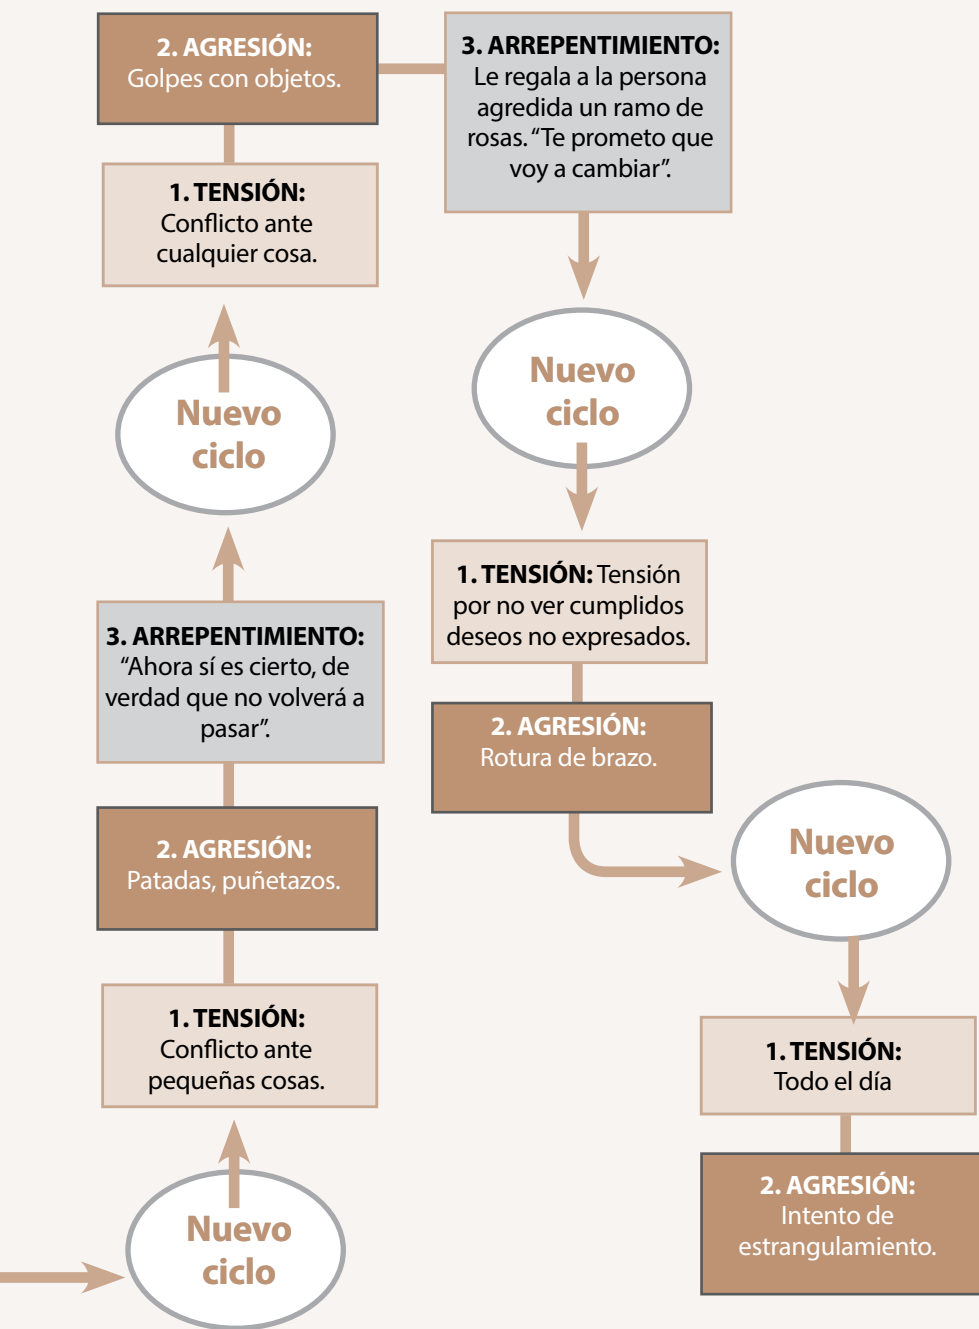 Nuevo
ciclo
1. TENSIÓN:
Conflicto ante
pequeñas cosas.
2. AGRESIÓN:
Patadas, puñetazos.
3. ARREPENTIMIENTO:
“Ahora sí es cierto, de
verdad que no volverá a
pasar”.
Nuevo
ciclo
1. TENSIÓN:
Conflicto ante
cualquier cosa.
2. AGRESIÓN:
Golpes con objetos.
3. ARREPENTIMIENTO:
Le regala a la persona
agredida un ramo de
rosas. “Te prometo que
voy a cambiar”.
Nuevo
ciclo
1. TENSIÓN: Tensión
por no ver cumplidos
deseos no expresados.
2. AGRESIÓN:
Rotura de brazo.
Nuevo
ciclo
1. TENSIÓN:
Todo el día
2. AGRESIÓN:
Intento de
estrangulamiento.